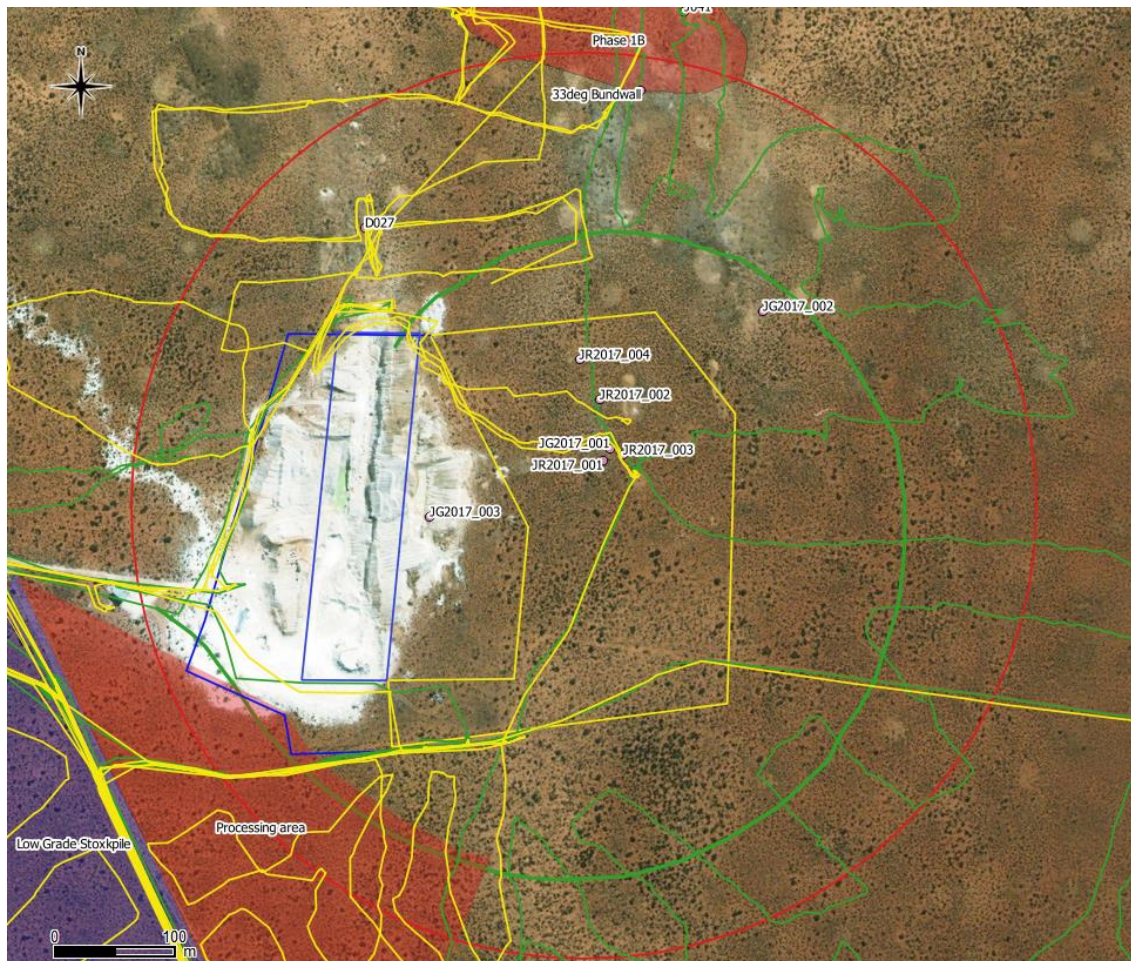 J041
Phase 1B
N
33deg Bundwall
D027
JG2017_002
JR2017_004
JR2017_002
JG2017_001
JR2017_003
JR2017_001
JG2017_003
Processing area
Low Grade Stoxkpile
0 100
m